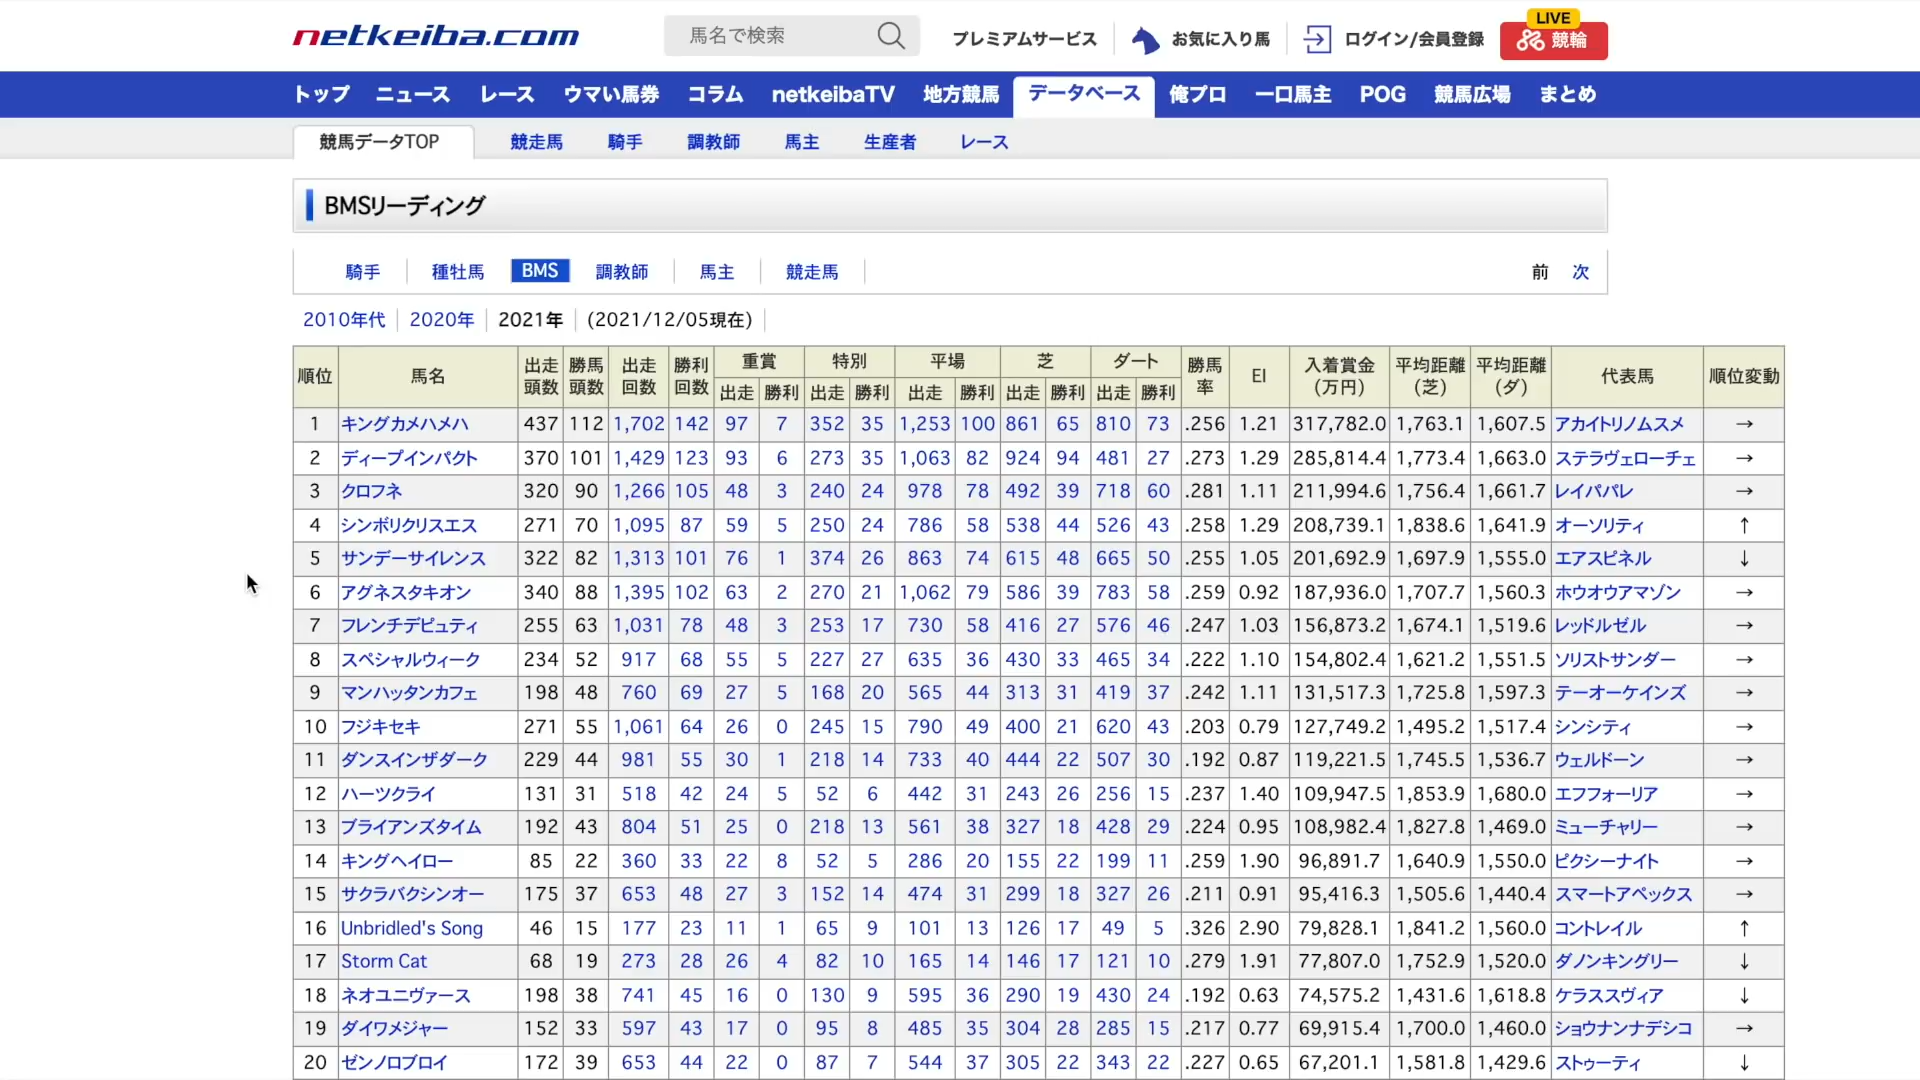 netkeiba.com 馬名で検索 プレミアムサービス お気に入り馬 ログイン/会員登録 LIVE 競輪
トップ ニュース レース ウマい馬券 コラム netkeibaTV 地方競馬 データベース 俺プロ 一口馬主 POG 競馬広場 まとめ
競馬データTOP 競走馬 騎手 調教師 馬主 生産者 レース
BMSリーディング
騎手 種牡馬 BMS 調教師 馬主 競走馬 前 次
2010年代 2020年 2021年 (2021/12/05現在)
順位 馬名 出走頭数 勝馬頭数 出走回数 勝利回数 重賞 特別 平場 芝 ダート 勝馬率 EI 入着賞金(万円) 平均距離(芝) 平均距離(ダ) 代表馬 順位変動
出走 勝利 出走 勝利 出走 勝利 出走 勝利 出走 勝利
1 キングカメハメハ 437 112 1,702 142 97 7 352 35 1,253 100 861 65 810 73 .256 1.21 317,782.0 1,763.1 1,607.5 アカイトリノムスメ →
2 ディープインパクト 370 101 1,429 123 93 6 273 35 1,063 82 924 94 481 27 .273 1.29 285,814.4 1,773.4 1,663.0 ステラヴェローチェ →
3 クロフネ 320 90 1,266 105 48 3 240 24 978 78 492 39 718 60 .281 1.11 211,994.6 1,756.4 1,661.7 レイパパレ →
4 シンボリクリスエス 271 70 1,095 87 59 5 250 24 786 58 538 44 526 43 .258 1.29 208,739.1 1,838.6 1,641.9 オーソリティ ↑
5 サンデーサイレンス 322 82 1,313 101 76 1 374 26 863 74 615 48 665 50 .255 1.05 201,692.9 1,697.9 1,555.0 エアスピネル ↓
6 アグネスタキオン 340 88 1,395 102 63 2 270 21 1,062 79 586 39 783 58 .259 0.92 187,936.0 1,707.7 1,560.3 ホウオウアマゾン →
7 フレンチデピュティ 255 63 1,031 78 48 3 253 17 730 58 416 27 576 46 .247 1.03 156,873.2 1,674.1 1,519.6 レッドルゼル →
8 スペシャルウィーク 234 52 917 68 55 5 227 27 635 36 430 33 465 34 .222 1.10 154,802.4 1,621.2 1,551.5 ソリストサンダー →
9 マンハッタンカフェ 198 48 760 69 27 5 168 20 565 44 313 31 419 37 .242 1.11 131,517.3 1,725.8 1,597.3 テーオーケインズ →
10 フジキセキ 271 55 1,061 64 26 0 245 15 790 49 400 21 620 43 .203 0.79 127,749.2 1,495.2 1,517.4 シンシティ →
11 ダンスインザダーク 229 44 981 55 30 1 218 14 733 40 444 22 507 30 .192 0.87 119,221.5 1,745.5 1,536.7 ウェルドーン →
12 ハーツクライ 131 31 518 42 24 5 52 6 442 31 243 26 256 15 .237 1.40 109,947.5 1,853.9 1,680.0 エフフォーリア →
13 ブライアンズタイム 192 43 804 51 25 0 218 13 561 38 327 18 428 29 .224 0.95 108,982.4 1,827.8 1,469.0 ミューチャリー →
14 キングヘイロー 85 22 360 33 22 8 52 5 286 20 155 22 199 11 .259 1.90 96,891.7 1,640.9 1,550.0 ピクシーナイト →
15 サクラバクシンオー 175 37 653 48 27 3 152 14 474 31 299 18 327 26 .211 0.91 95,416.3 1,505.6 1,440.4 スマートアペックス →
16 Unbridled's Song 46 15 177 23 11 1 65 9 101 13 126 17 49 5 .326 2.90 79,828.1 1,841.2 1,560.0 コントレイル ↑
17 Storm Cat 68 19 273 28 26 4 82 10 165 14 146 17 121 10 .279 1.91 77,807.0 1,752.9 1,520.0 ダノンキングリー ↓
18 ネオユニヴァース 198 38 741 45 16 0 130 9 595 36 290 19 430 24 .192 0.63 74,575.2 1,431.6 1,618.8 ケラススヴィア ↓
19 ダイワメジャー 152 33 597 43 17 0 95 8 485 35 304 28 285 15 .217 0.77 69,915.4 1,700.0 1,460.0 ショウナンナデシコ →
20 ゼンノロブロイ 172 39 653 44 22 0 87 7 544 37 305 22 343 22 .227 0.65 67,201.1 1,581.8 1,429.6 ストゥーティ ↓